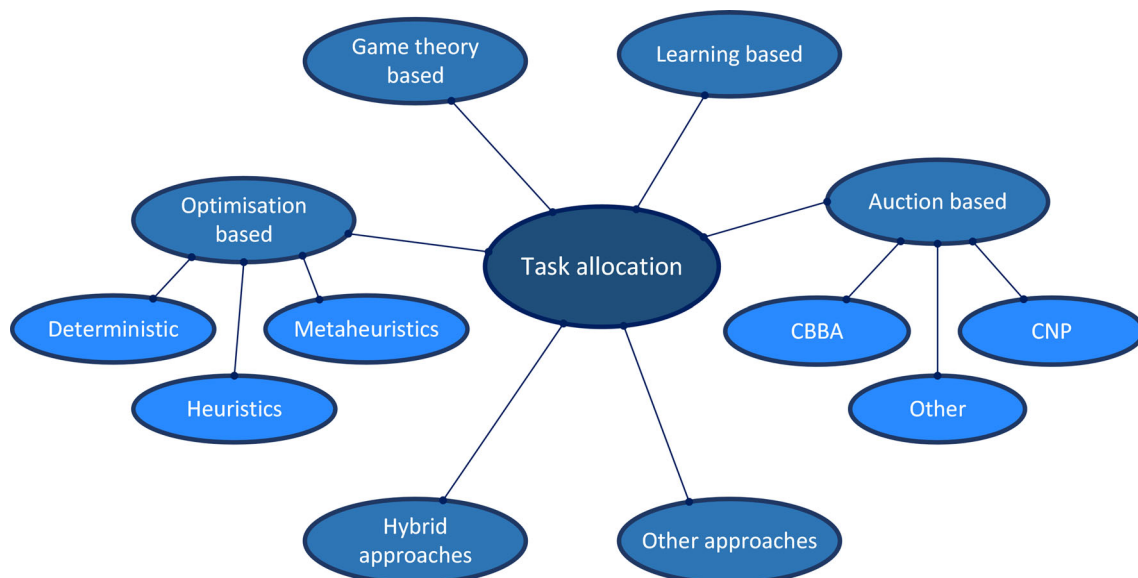 Game theory
based
Learning based
Optimisation
based
Auction based
Task allocation
Deterministic
Metaheuristics
CBBA
CNP
Heuristics
Other
Hybrid
approaches
Other approaches